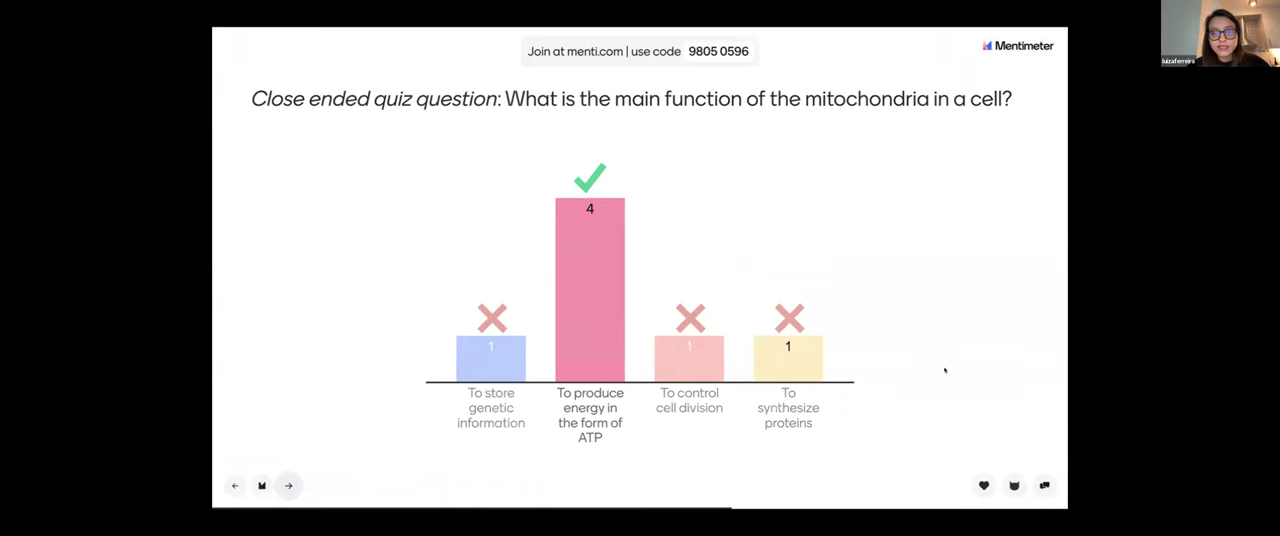 Join at menti.com | use code 9805 0596
Mentimeter
luizaferreira
Close ended quiz question: What is the main function of the mitochondria in a cell?
4
1
1
1
To store
genetic
information
To produce
energy in
the form of
ATP
To control
cell division
To
synthesize
proteins